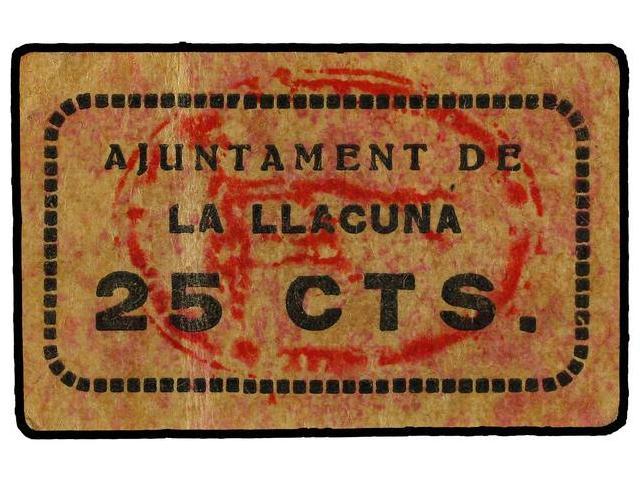 AJUNTAMENT DE
LA LLACUNA
25 CTS.